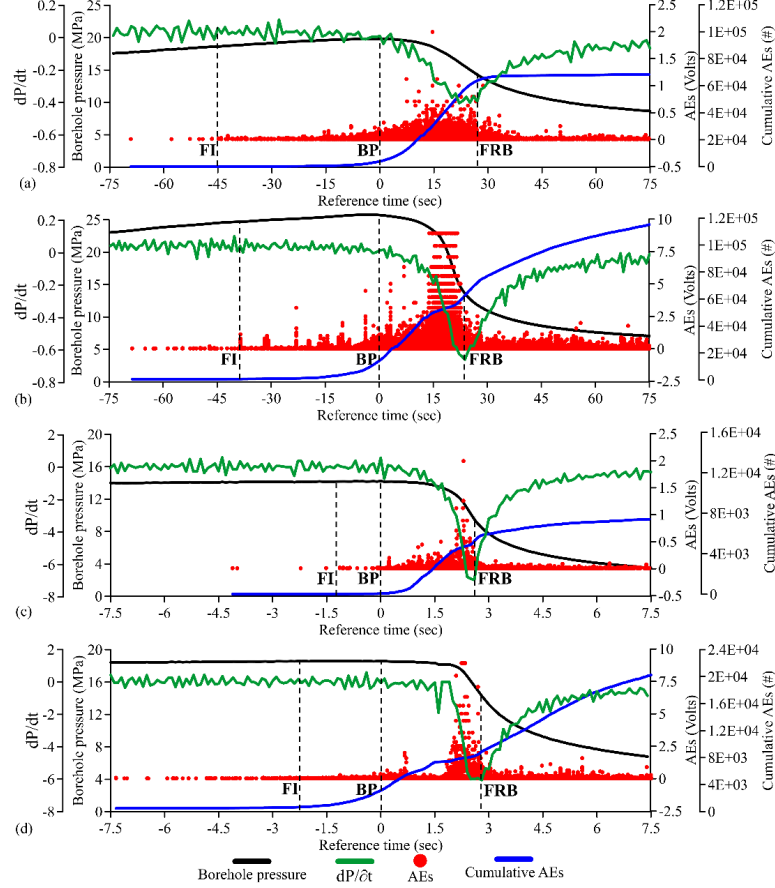 dP/dt
0.2
0
-0.2
-0.4
-0.6
-0.8
Borehole pressure (MPa)
25
20
15
10
5
0
FI
BP
FRB
AEs (Volts)
2
1.5
1
0.5
0
-0.5
Cumulative AEs (#)
1.2E+05
1E+05
8E+04
6E+04
4E+04
2E+04
0
(a)
-75 -60 -45 -30 -15 0 15 30 45 60 75
Reference time (sec)
dP/dt
0.2
0
-0.2
-0.4
-0.6
-0.8
Borehole pressure (MPa)
25
20
15
10
5
0
FI
BP
FRB
AEs (Volts)
10
7.5
5
2.5
0
-2.5
Cumulative AEs (#)
1.2E+05
1E+05
8E+04
6E+04
4E+04
2E+04
0
(b)
-75 -60 -45 -30 -15 0 15 30 45 60 75
Reference time (sec)
dP/dt
2
0
-2
-4
-6
-8
Borehole pressure (MPa)
20
16
12
8
4
0
FI
BP
FRB
AEs (Volts)
2
2
1.5
1
0.5
0
-0.5
Cumulative AEs (#)
1.6E+04
1.2E+04
8E+03
4E+03
0
(c)
-7.5 -6 -4.5 -3 -1.5 0 1.5 3 4.5 6 7.5
Reference time (sec)
dP/dt
2
0
-2
-4
-6
-8
Borehole pressure (MPa)
20
16
12
8
4
0
FI
BP
FRB
AEs (Volts)
10
7.5
5
2.5
0
-2.5
Cumulative AEs (#)
2.4E+04
2E+04
2E+04
1E+04
8E+03
4E+03
0
(d)
-7.5 -6 -4.5 -3 -1.5 0 1.5 3 4.5 6 7.5
Reference time (sec)
Borehole pressure
dP/∂t
AEs
Cumulative AEs